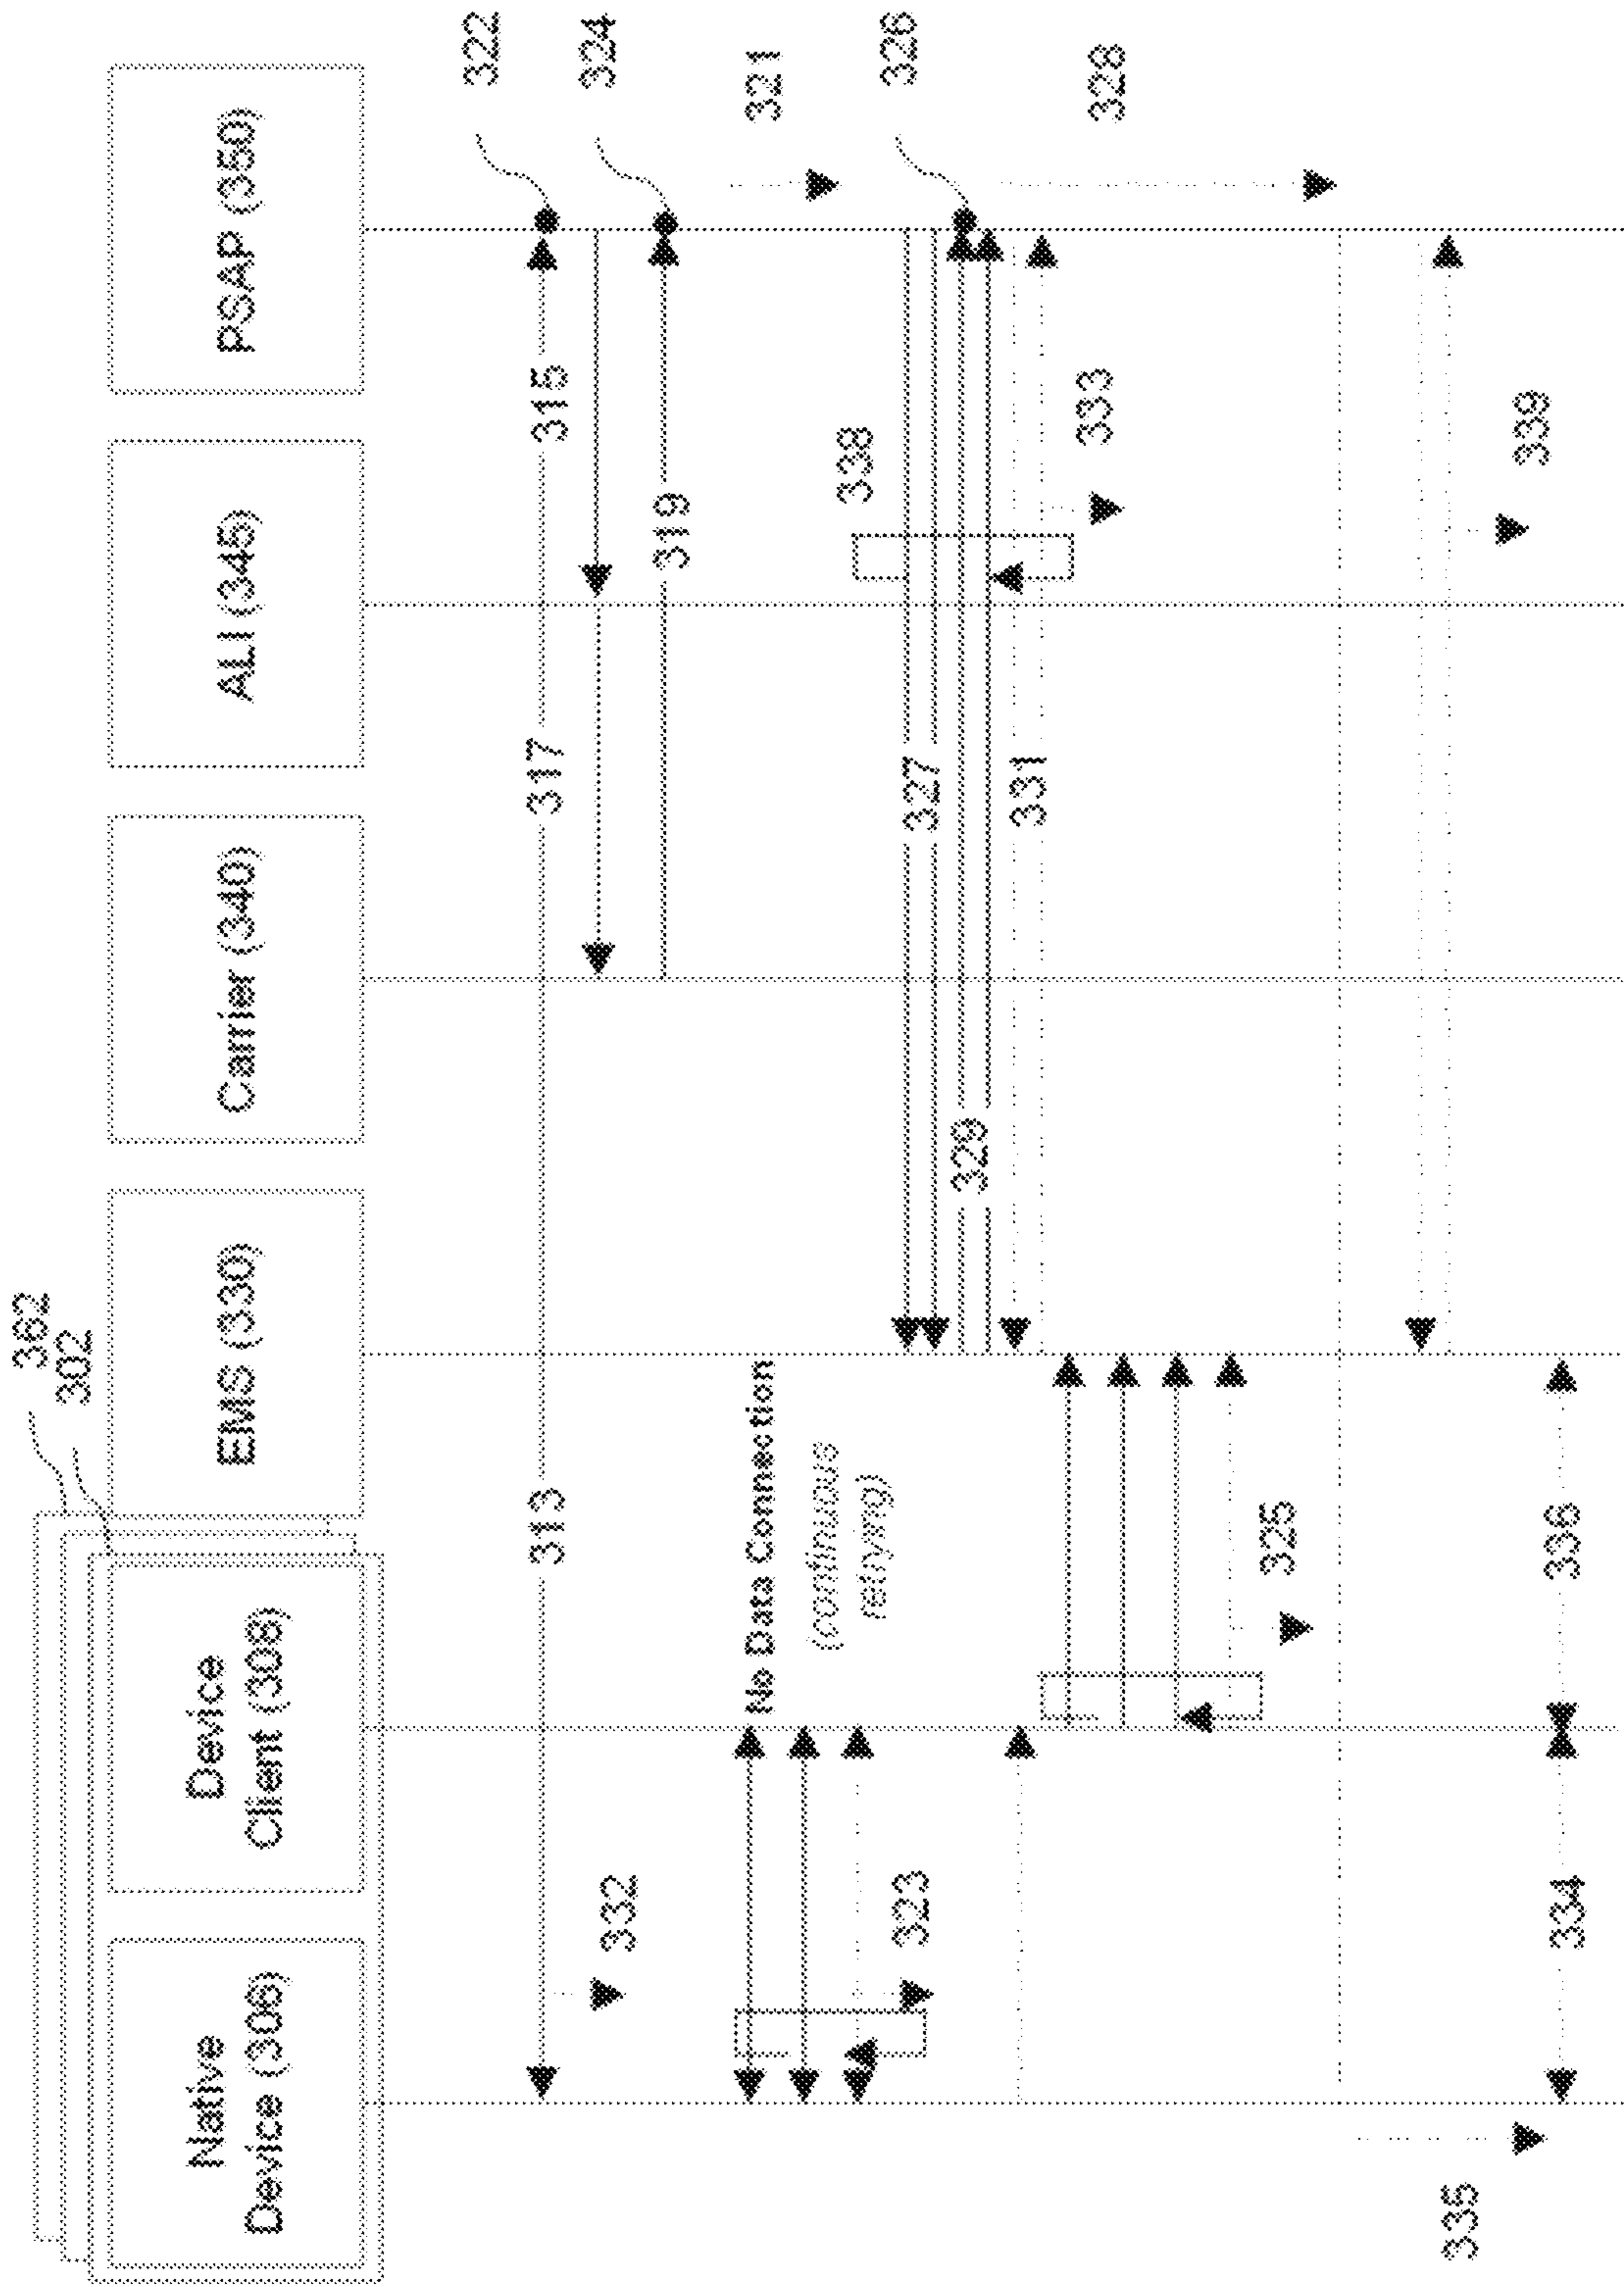 362
302
Native
Device (306)
Device
Client (308)
EMS (330)
Carrier (340)
ALI (345)
PSAP (350)
322
313
317
315
332
324
319
No Data Connection
(continuous
retrying)
321
323
338
327
326
329
331
333
328
325
335
334
336
339